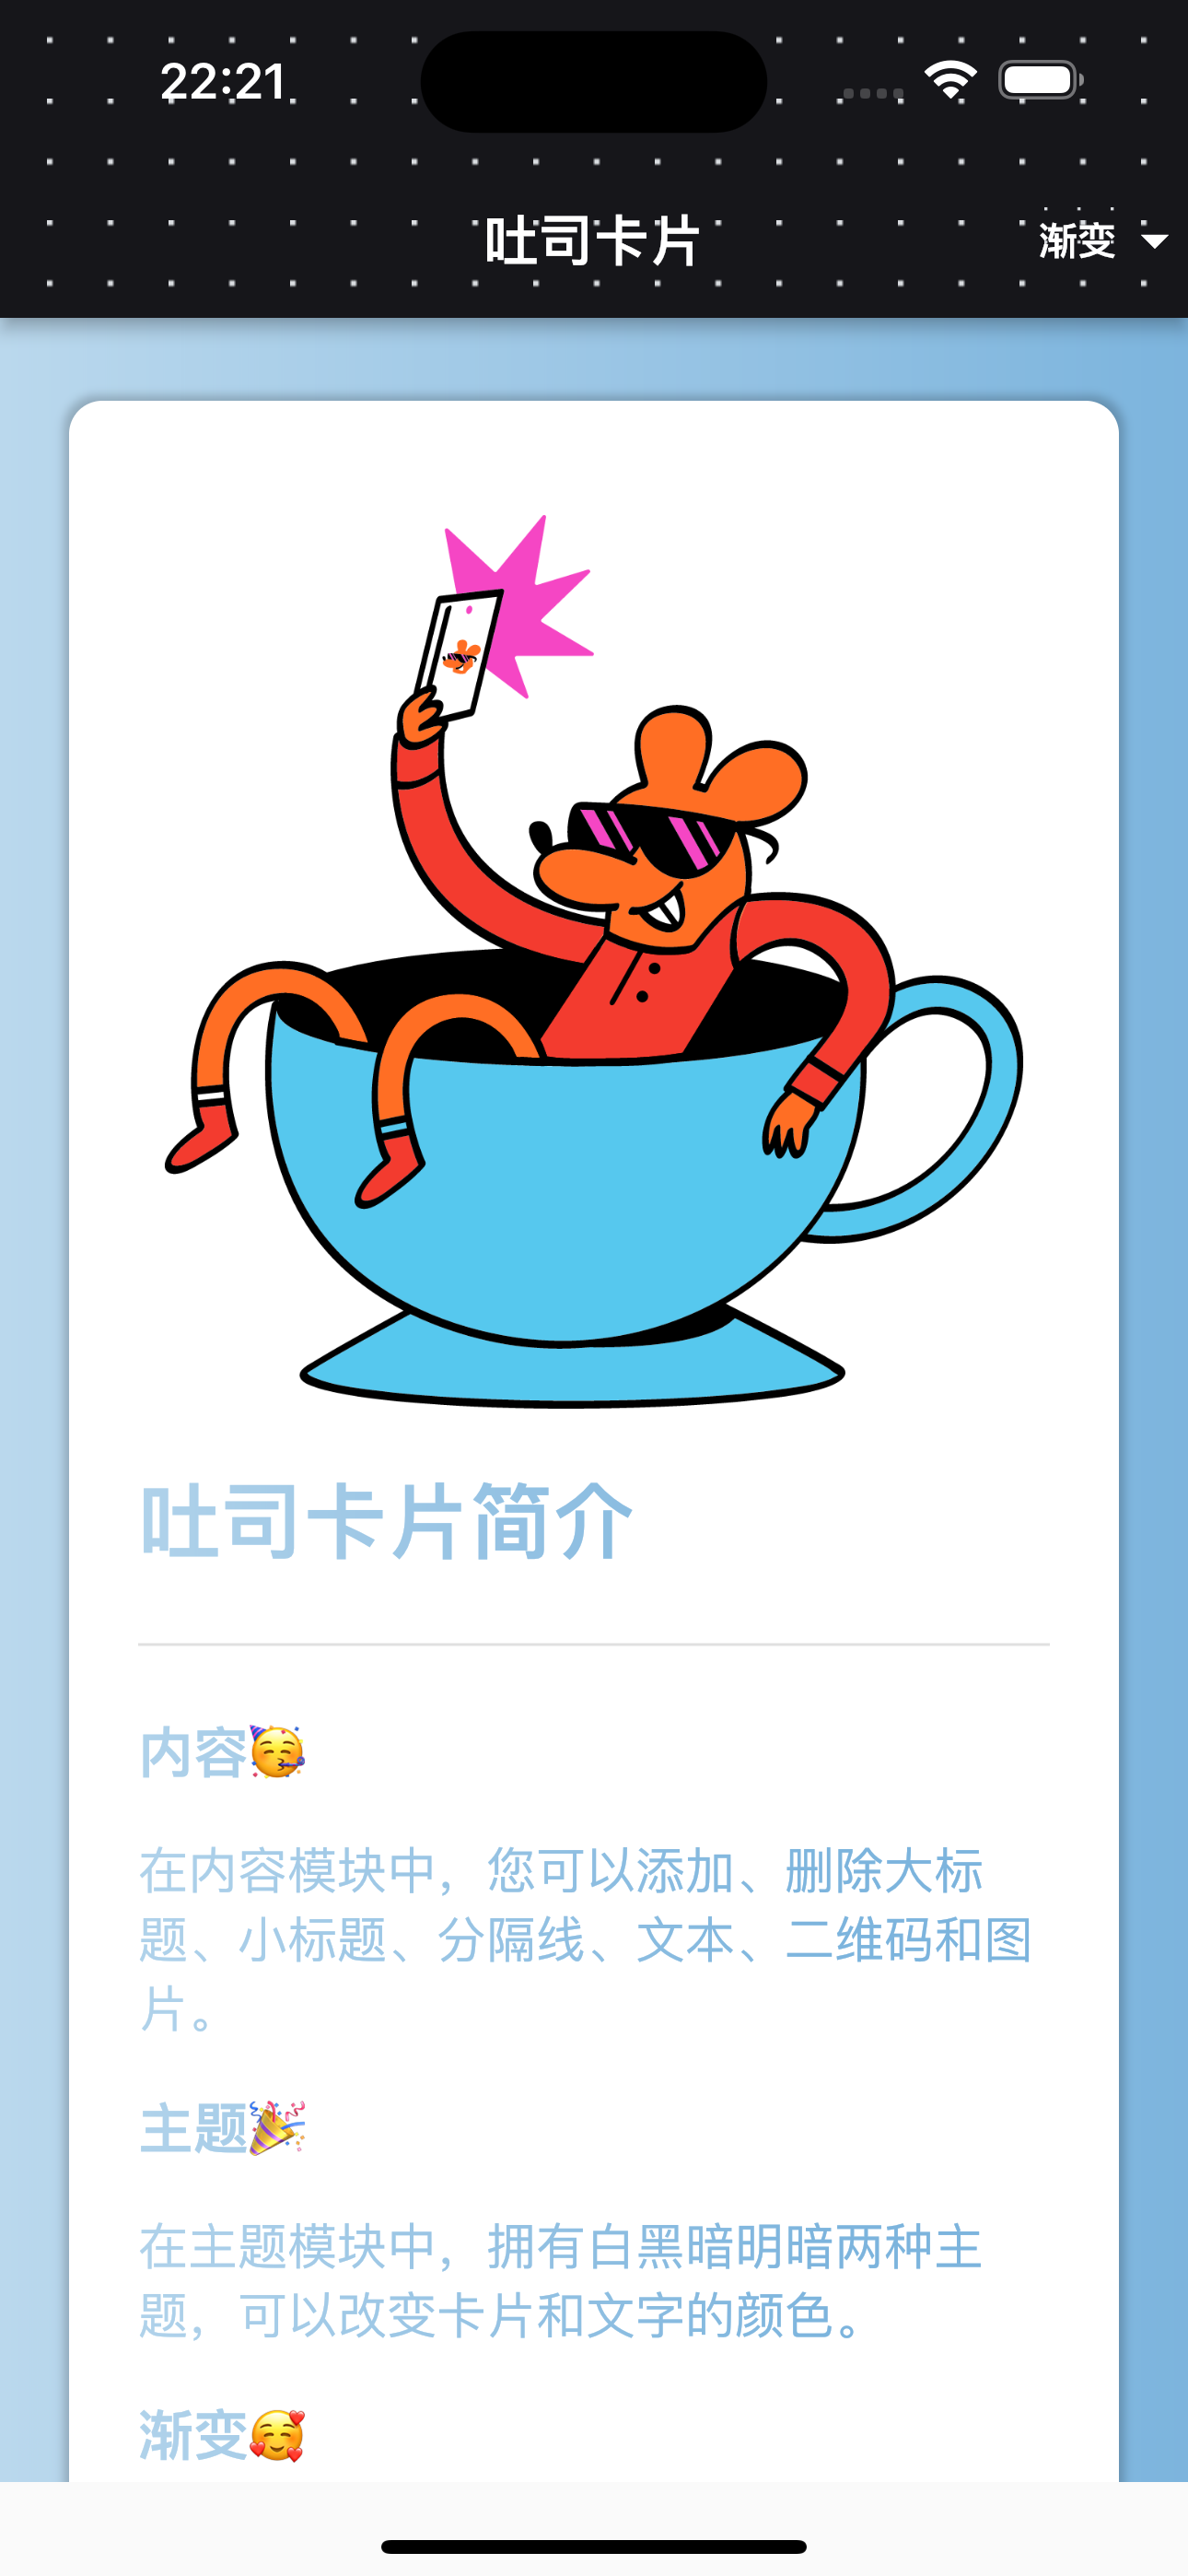 22:21
吐司卡片
渐变
吐司卡片简介
内容🥳
在内容模块中，您可以添加、删除大标
题、小标题、分隔线、文本、二维码和图
片。
主题🎉
在主题模块中，拥有白黑暗明暗两种主
题，可以改变卡片和文字的颜色。
渐变🥰